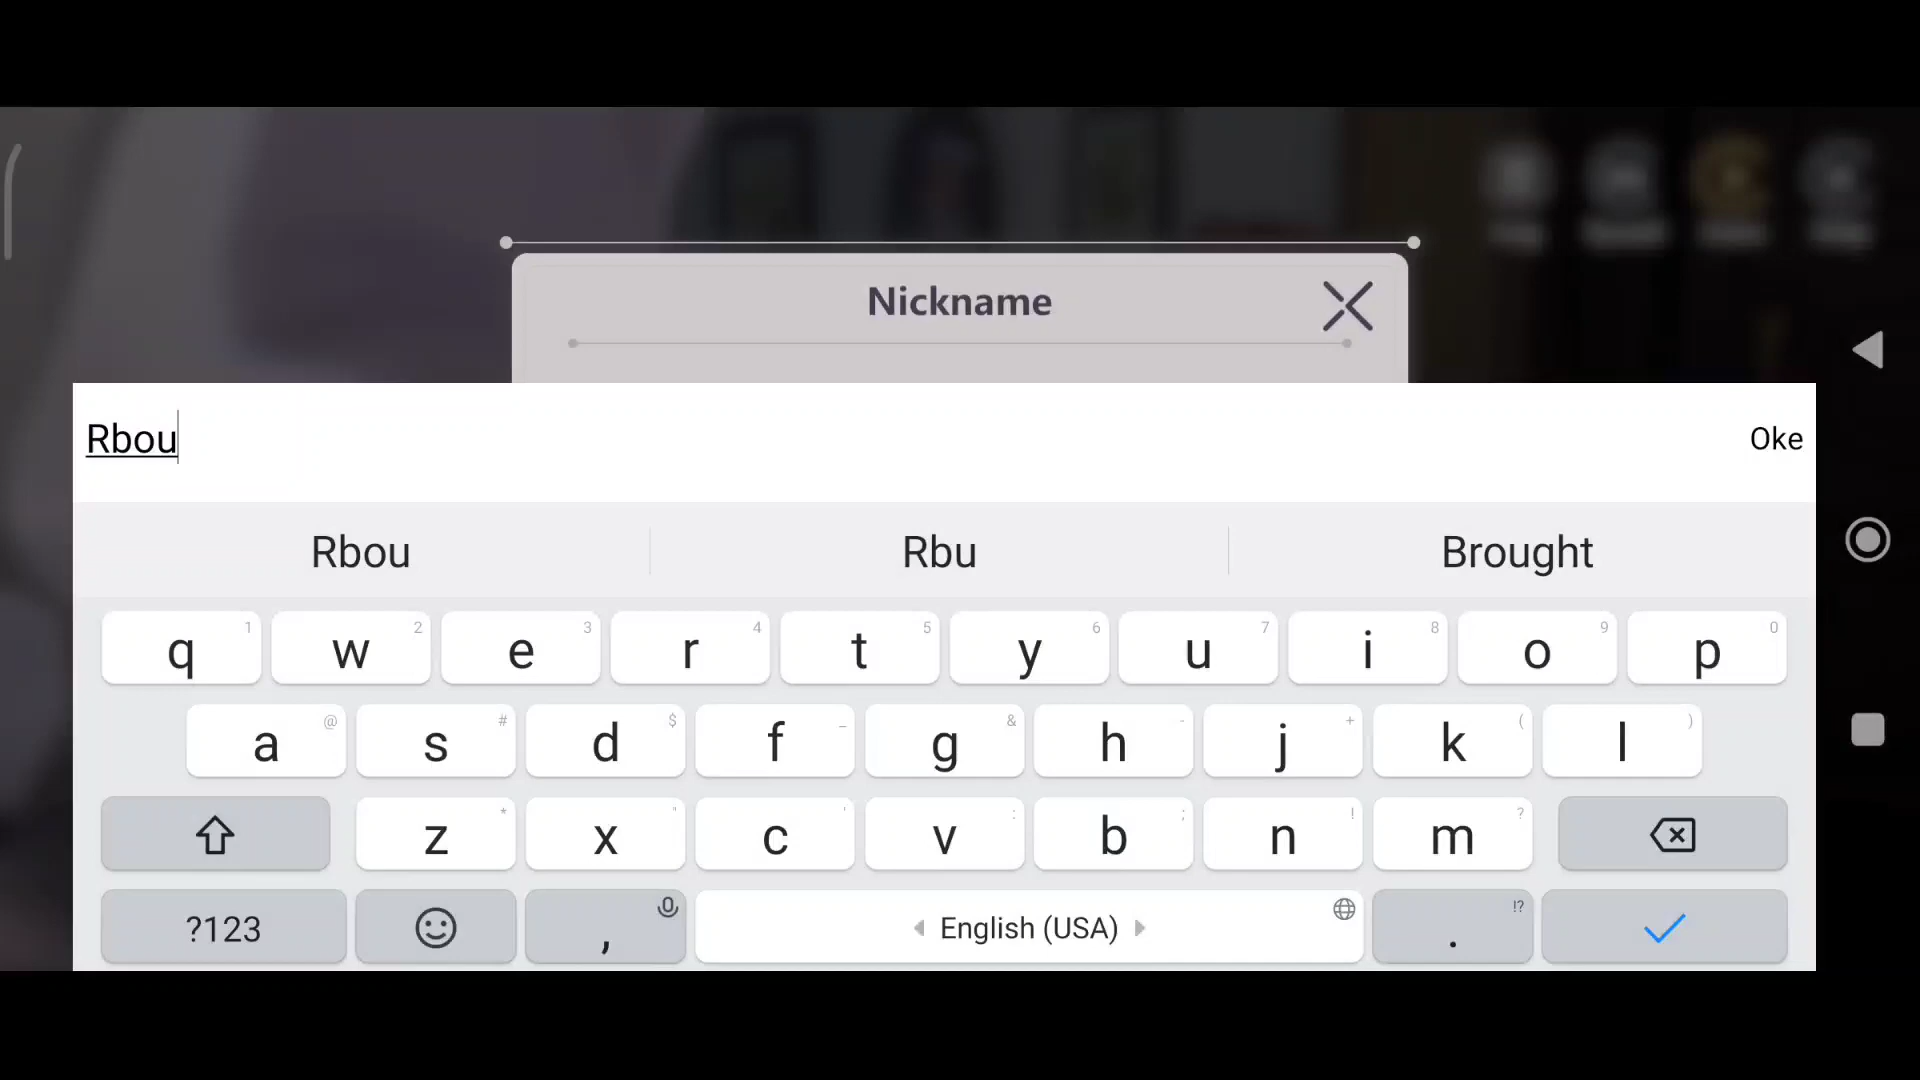 Nickname
Rbou
Oke
Rbou Rbu Brought
q 1 w 2 e 3 r 4 t 5 y 6 u 7 i 8 o 9 p 0
a @ s # d $ f _ g & h - j + k ( l )
z * x " c ' v : b ; n ! m ?
?123 , English (USA) . !?